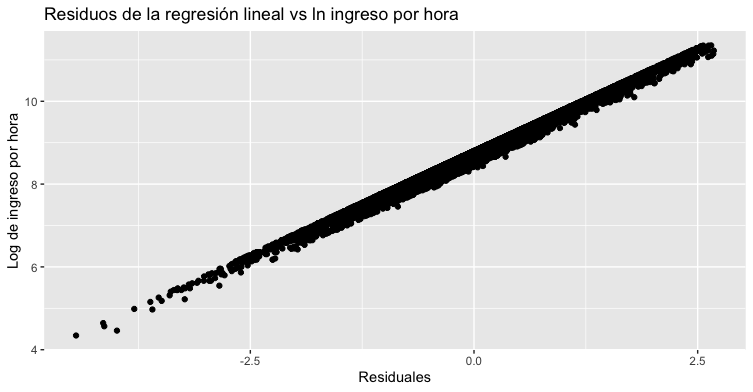 Residuos de la regresión lineal vs ln ingreso por hora
Log de ingreso por hora
10
8
6
4
-2.5
0.0
2.5
Residuales